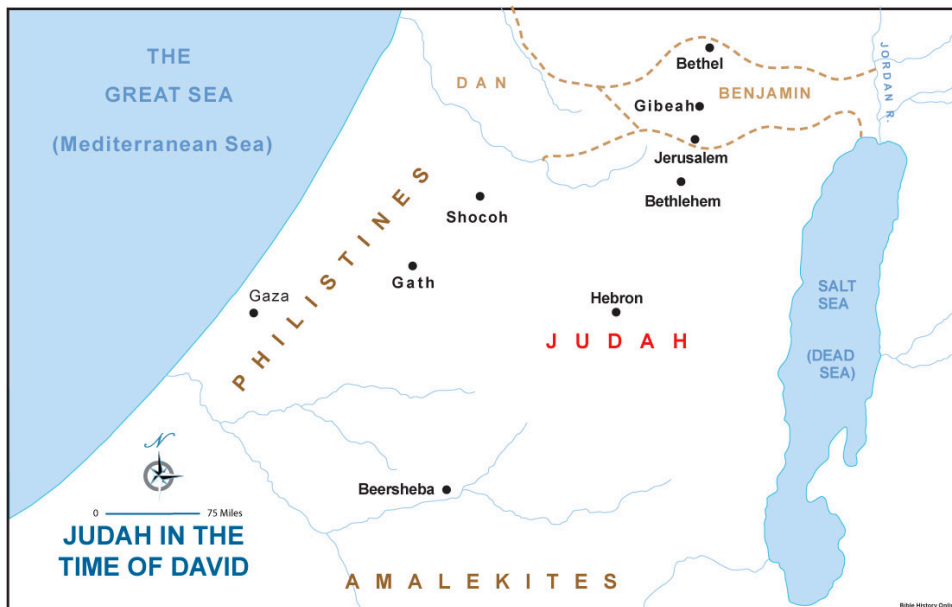 THE
GREAT SEA
(Mediterranean Sea)
DAN
Bethel
JORDAN R.
Gibeah
BENJAMIN
Jerusalem
Bethlehem
Shocoh
PHILISTINES
Gath
Gaza
Hebron
JUDAH
SALT
SEA
(DEAD
SEA)
N
Beersheba
0 75 Miles
JUDAH IN THE
TIME OF DAVID
AMALEKITES